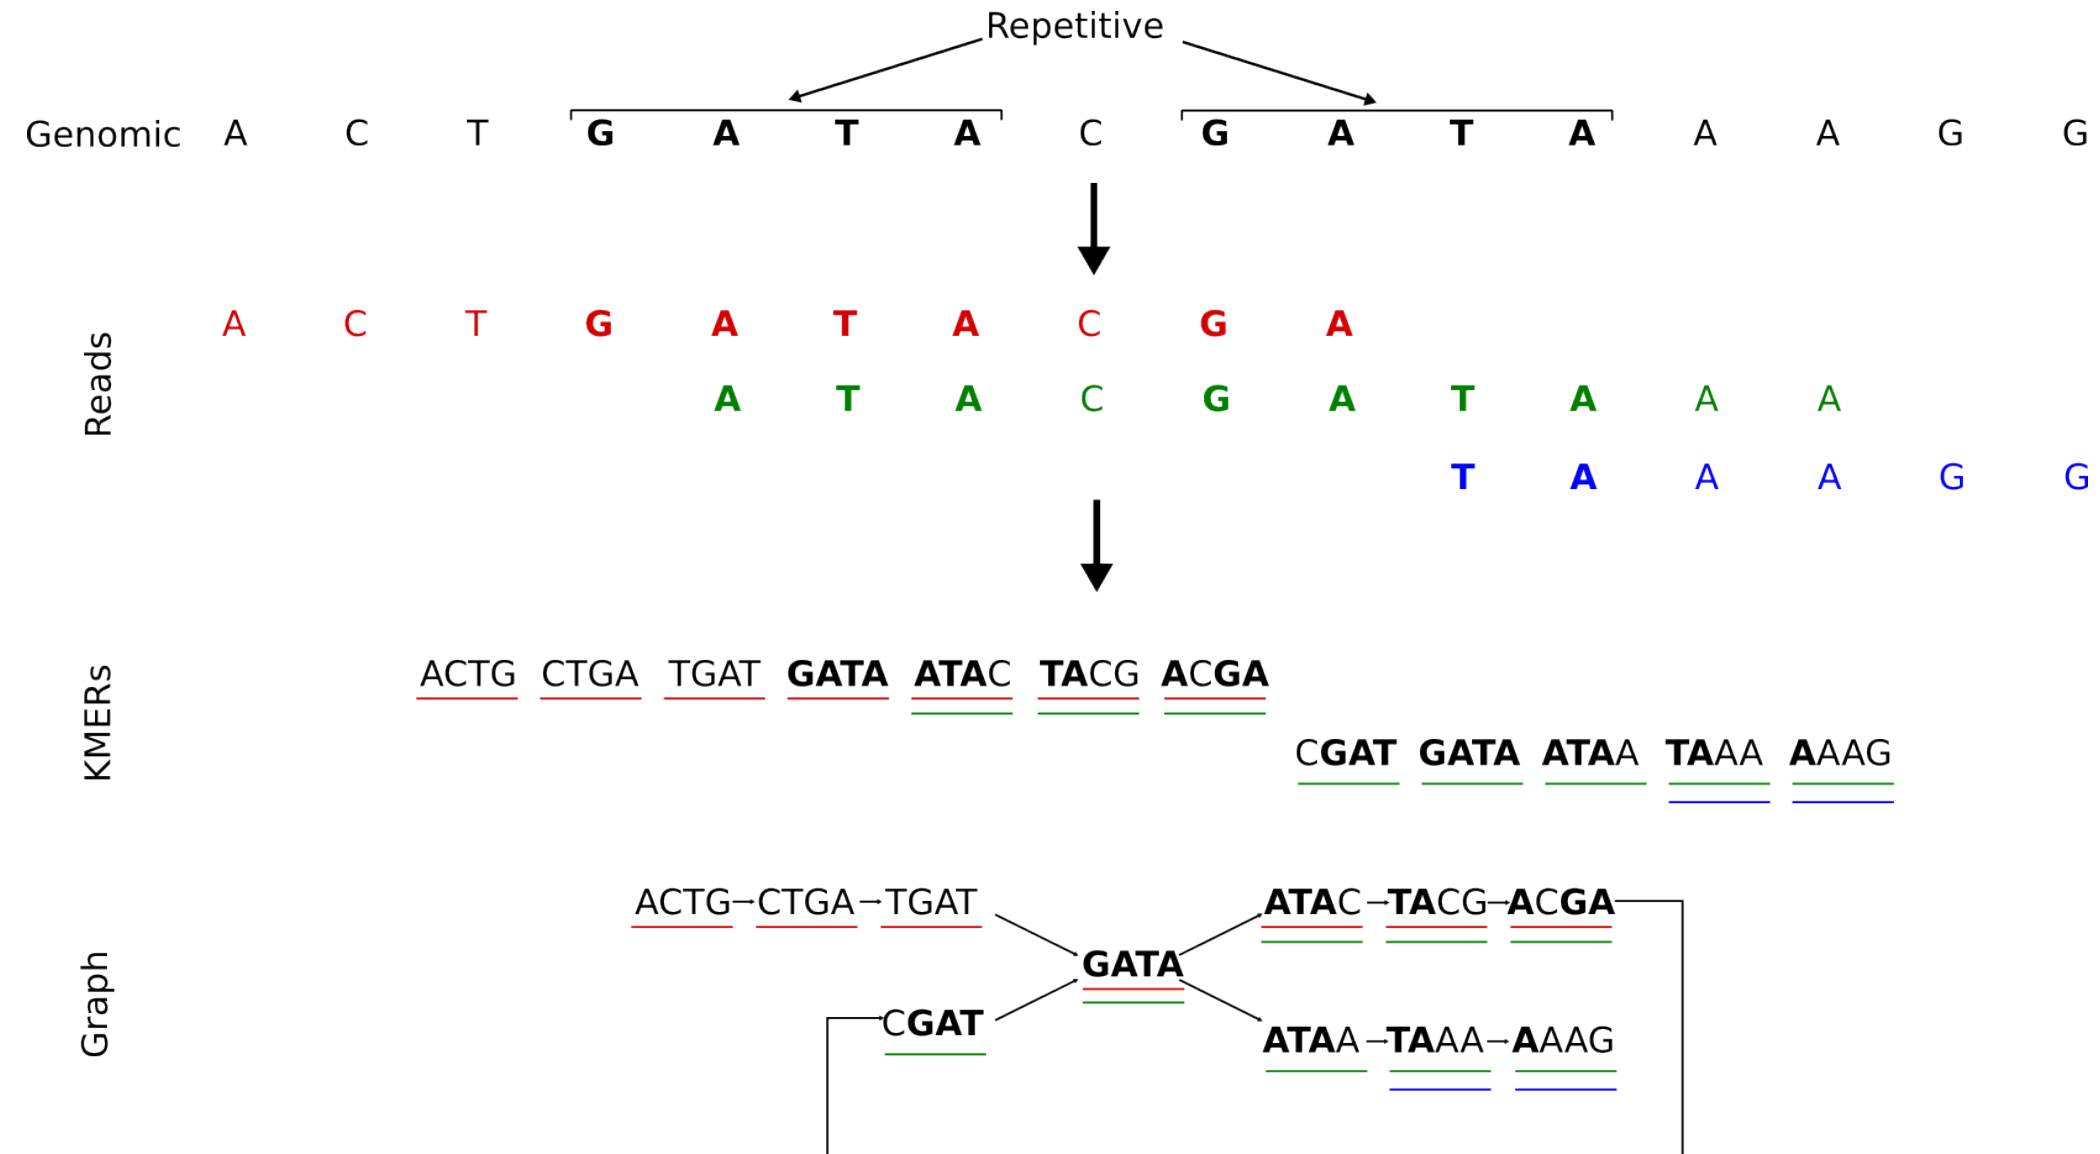 Repetitive
Genomic A C T G A T A C G A T A A A G G
Reads
A C T G A T A C G A
A T A C G A T A A A
T A A A G G
KMERs
ACTG CTGA TGAT GATA ATAC TACG ACGA
CGAT GATA ATAA TAAA AAAG
Graph
ACTG CTGA TGAT ATAC TACG ACGA
GATA
CGAT ATAA TAAA AAAG